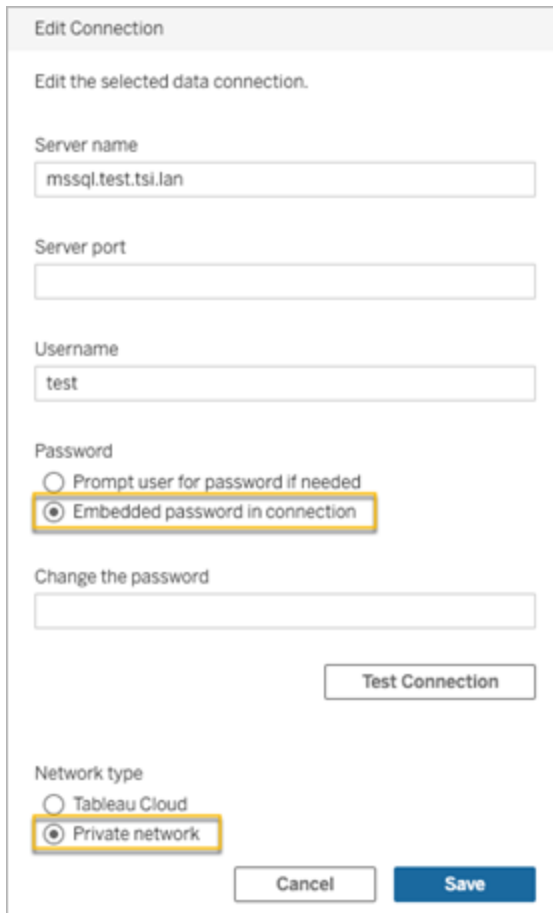 Edit Connection
Edit the selected data connection.
Server name
mssql.test.tsi.lan
Server port
Username
test
Password
Prompt user for password if needed
Embedded password in connection
Change the password
Test Connection
Network type
Tableau Cloud
Private network
Cancel
Save